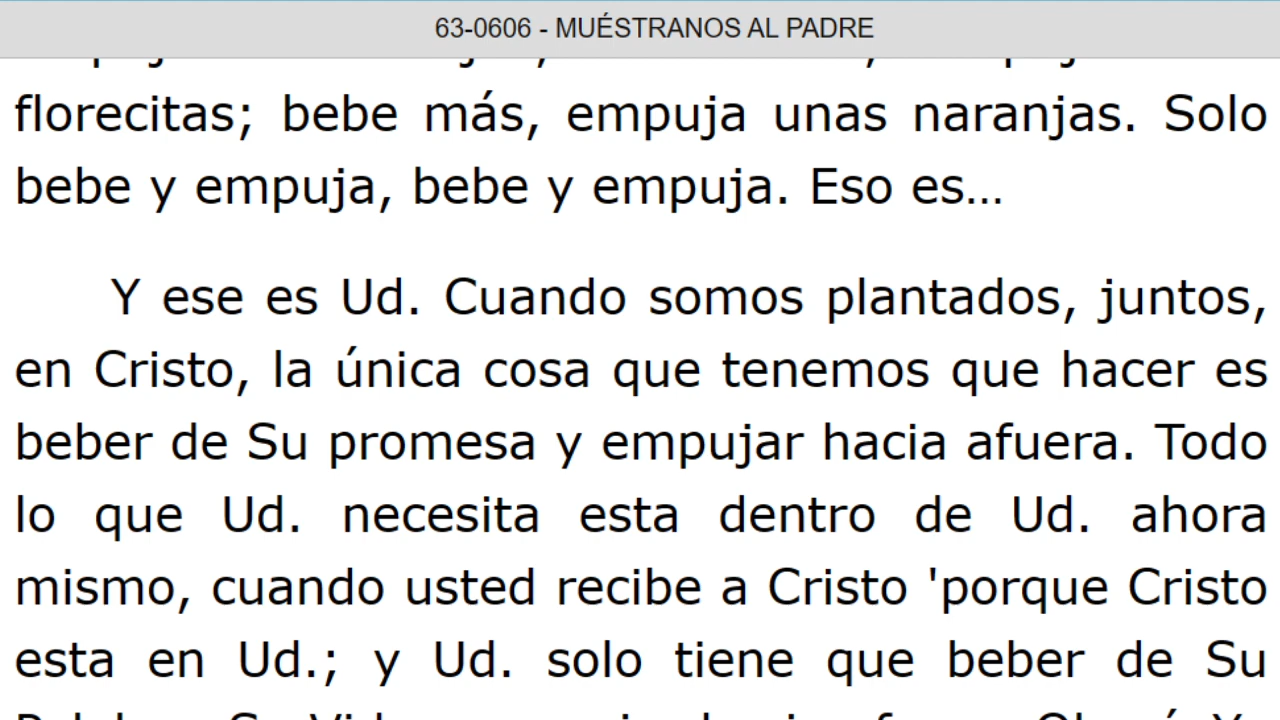 63-0606 - MUÉSTRANOS AL PADRE
florecitas; bebe más, empuja unas naranjas. Solo
bebe y empuja, bebe y empuja. Eso es…
Y ese es Ud. Cuando somos plantados, juntos,
en Cristo, la única cosa que tenemos que hacer es
beber de Su promesa y empujar hacia afuera. Todo
lo que Ud. necesita esta dentro de Ud. ahora
mismo, cuando usted recibe a Cristo 'porque Cristo
esta en Ud.; y Ud. solo tiene que beber de Su